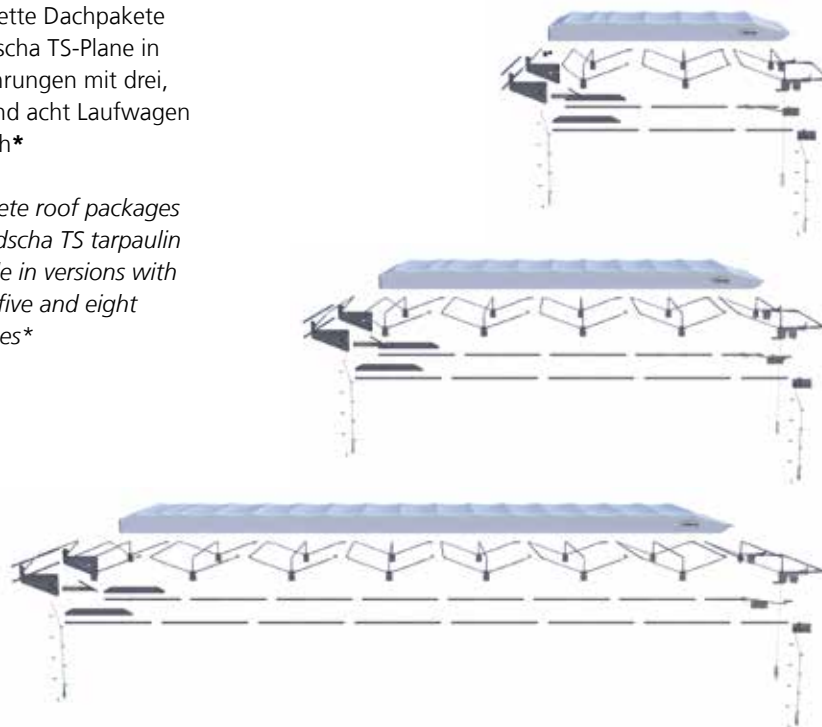 ette Dachpakete
scha TS-Plane in
hrungen mit drei,
nd acht Laufwagen
h*
ete roof packages
dscha TS tarpaulin
e in versions with
five and eight
es*